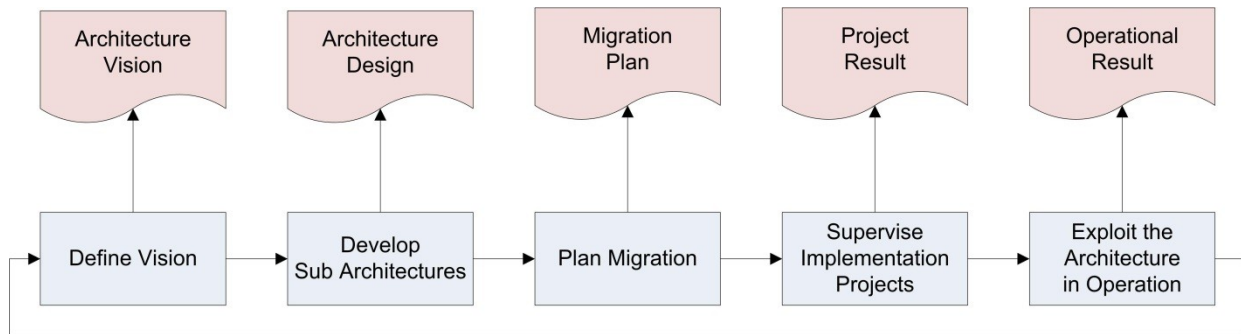 Architecture
Vision
Architecture
Design
Migration
Plan
Project
Result
Operational
Result
Define Vision
Develop
Sub Architectures
Plan Migration
Supervise
Implementation
Projects
Exploit the
Architecture
in Operation